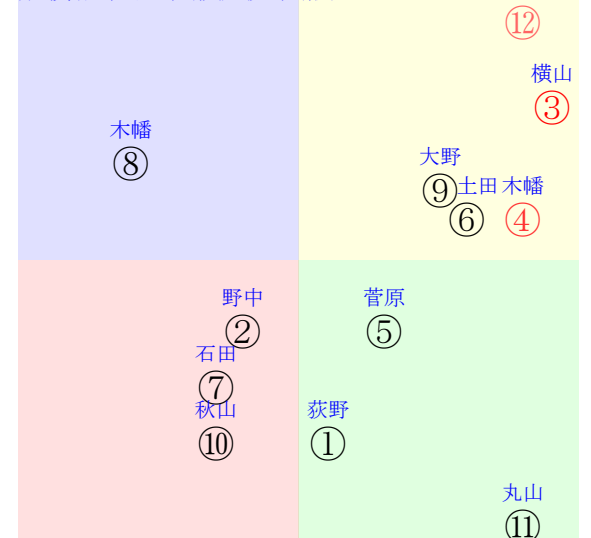 ⑫
横山
③
木幡
⑧
大野
⑨
土田
⑥
木幡
④
野中
②
菅原
⑤
石田
⑦
秋山
⑩
荻野
①
丸山
⑪